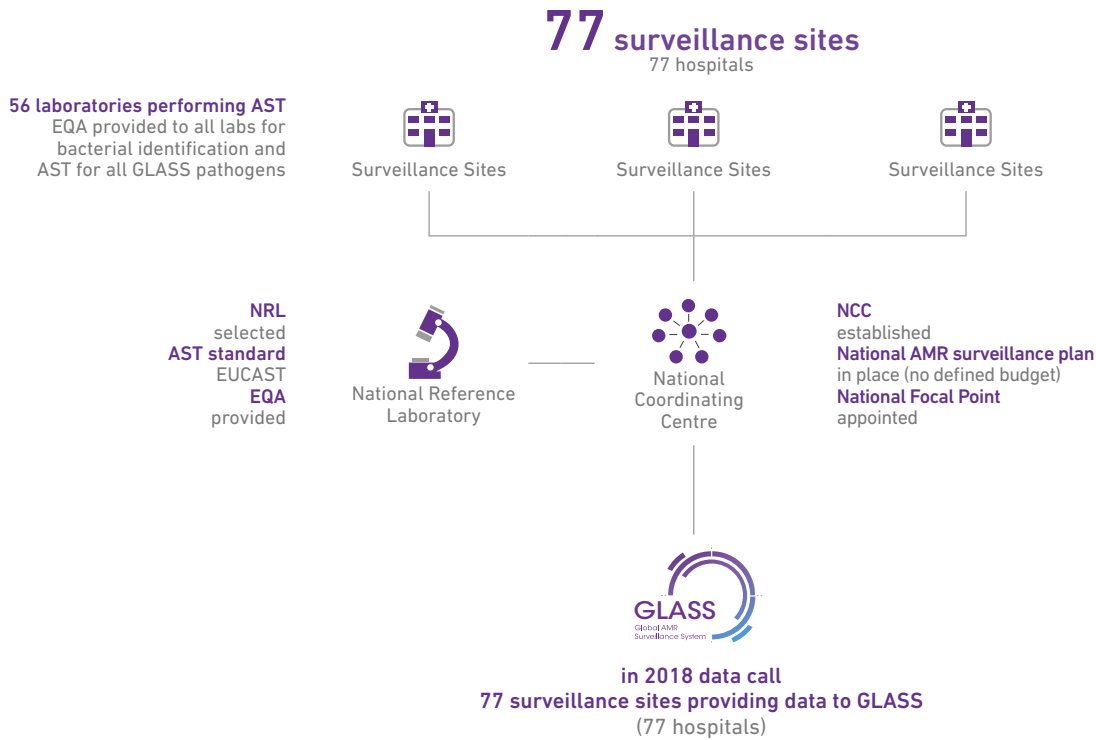 77 surveillance sites
77 hospitals
56 laboratories performing AST
EQA provided to all labs for
bacterial identification and
AST for all GLASS pathogens
Surveillance Sites
Surveillance Sites
Surveillance Sites
NRL
selected
AST standard
EUCAST
EQA
provided
National Reference
Laboratory
National
Coordinating
Centre
NCC
established
National AMR surveillance plan
in place (no defined budget)
National Focal Point
appointed
GLASS
Global AMR
Surveillance System
in 2018 data call
77 surveillance sites providing data to GLASS
(77 hospitals)